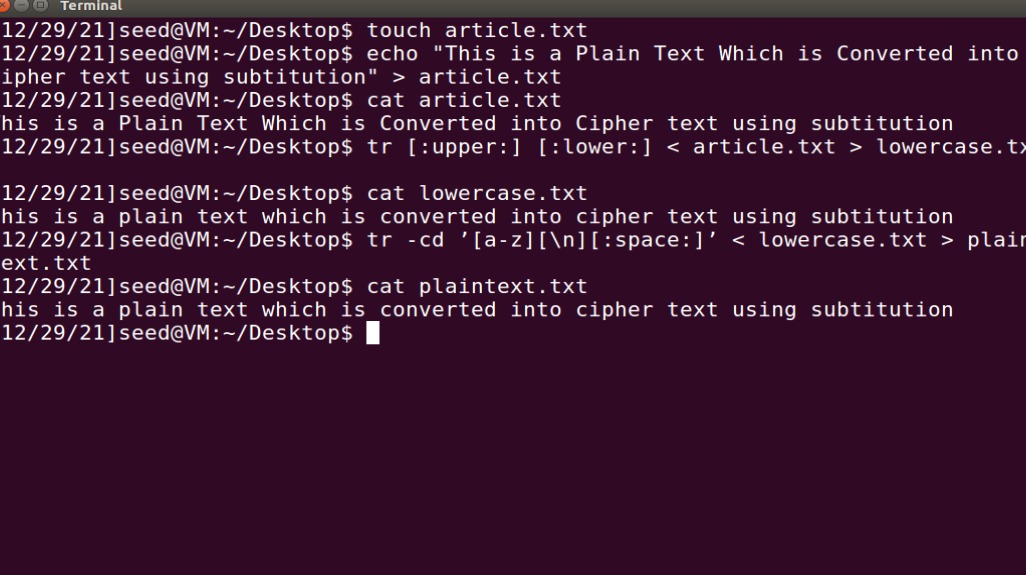 Terminal
12/29/21]seed@VM:~/Desktop$ touch article.txt
12/29/21]seed@VM:~/Desktop$ echo "This is a Plain Text Which is Converted into
ipher text using subtitution" > article.txt
12/29/21]seed@VM:~/Desktop$ cat article.txt
his is a Plain Text Which is Converted into Cipher text using subtitution
12/29/21]seed@VM:~/Desktop$ tr [:upper:] [:lower:] < article.txt > lowercase.tx
12/29/21]seed@VM:~/Desktop$ cat lowercase.txt
his is a plain text which is converted into cipher text using subtitution
12/29/21]seed@VM:~/Desktop$ tr -cd ’[a-z][\n][:space:]’ < lowercase.txt > plain
ext.txt
12/29/21]seed@VM:~/Desktop$ cat plaintext.txt
his is a plain text which is converted into cipher text using subtitution
12/29/21]seed@VM:~/Desktop$